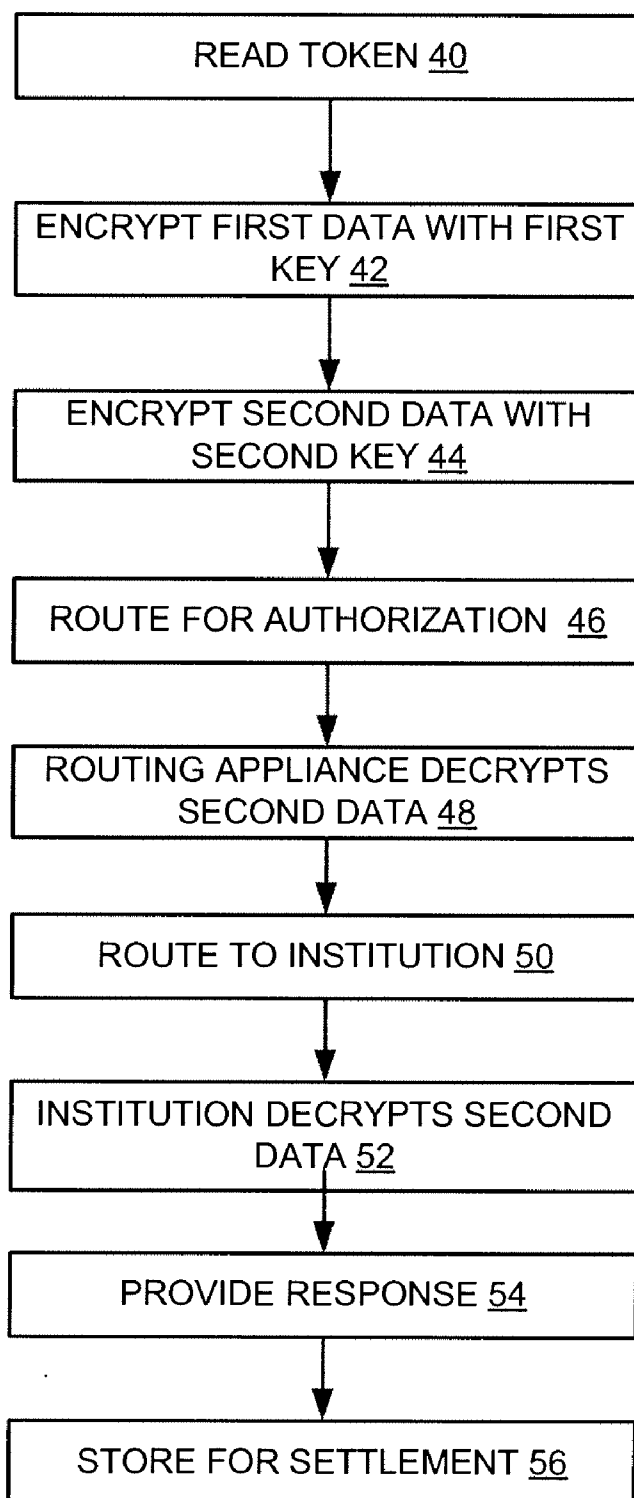 READ TOKEN 40
ENCRYPT FIRST DATA WITH FIRST
KEY 42
ENCRYPT SECOND DATA WITH
SECOND KEY 44
ROUTE FOR AUTHORIZATION 46
ROUTING APPLIANCE DECRYPTS
SECOND DATA 48
ROUTE TO INSTITUTION 50
INSTITUTION DECRYPTS SECOND
DATA 52
PROVIDE RESPONSE 54
STORE FOR SETTLEMENT 56